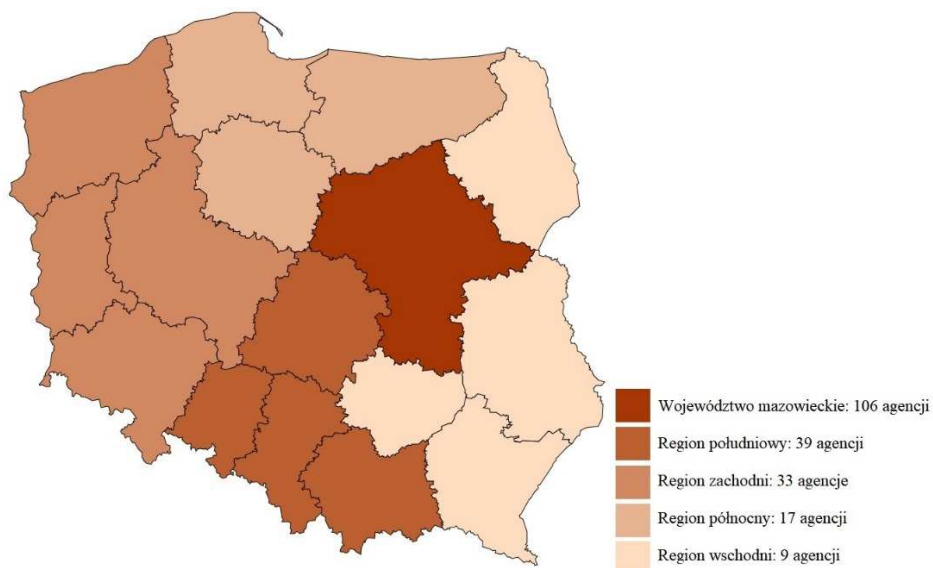 Województwo mazowieckie: 106 agencji
Region południowy: 39 agencji
Region zachodni: 33 agencje
Region północny: 17 agencji
Region wschodni: 9 agencji